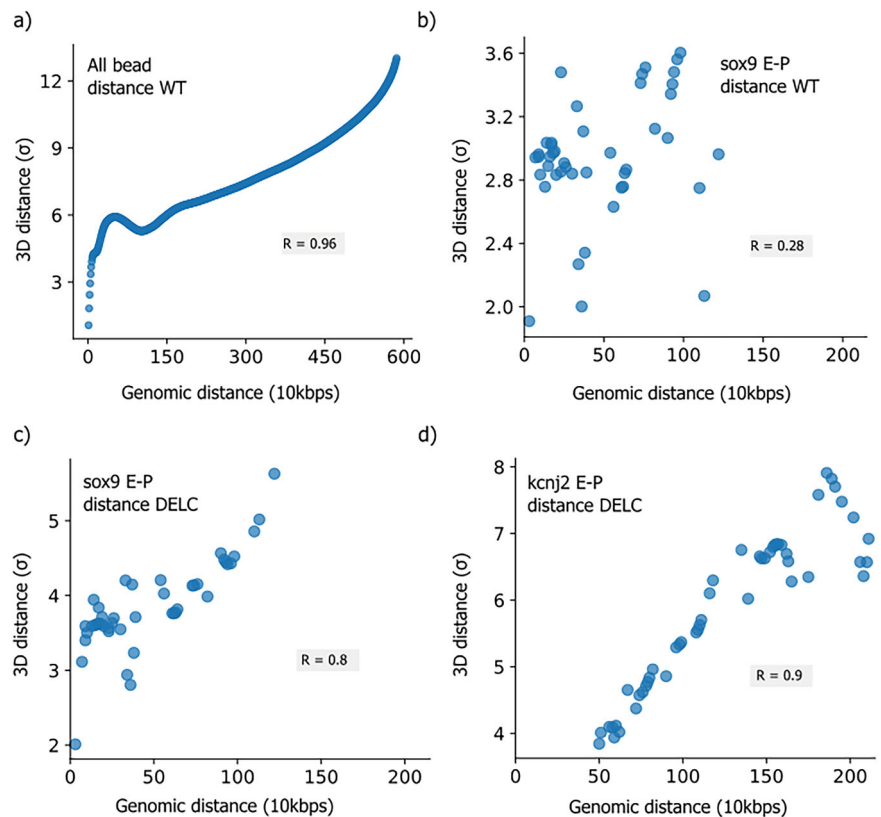 a)
All bead
distance WT
12
9
6
3
3D distance (σ)
R = 0.96
0 150 300 450 600
Genomic distance (10kbps)
b)
sox9 E-P
distance WT
3.6
3.2
2.8
2.4
2.0
3D distance (σ)
R = 0.28
0 50 100 150 200
Genomic distance (10kbps)
c)
sox9 E-P
distance DELC
5
4
3
2
3D distance (σ)
R = 0.8
0 50 100 150 200
Genomic distance (10kbps)
d)
kcnj2 E-P
distance DELC
8
7
6
5
4
3D distance (σ)
R = 0.9
0 50 100 150 200
Genomic distance (10kbps)